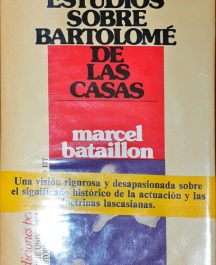 ESTUDIOS
SOBRE
BARTOLOMÉ
DE
LAS
CASAS
marcel
bataillon
Una visión rigurosa y desapasionada sobre
el significado histórico de la actuación y las
doctrinas lascasianas.